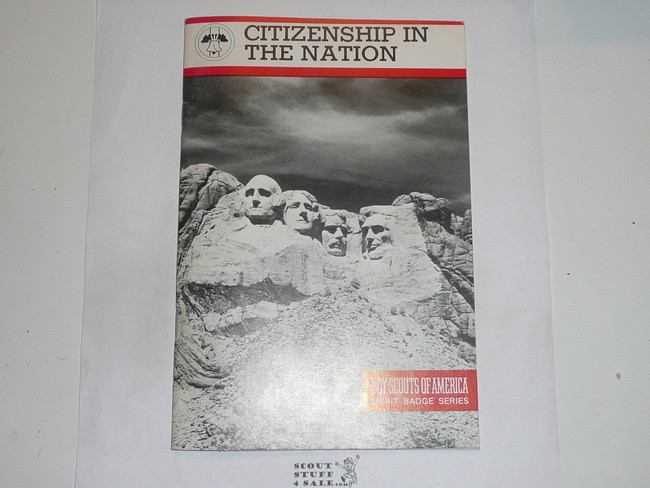 CITIZENSHIP IN
THE NATION
BOY SCOUTS OF AMERICA
MERIT BADGE SERIES
SCOUT
STUFF
4 SALE.com